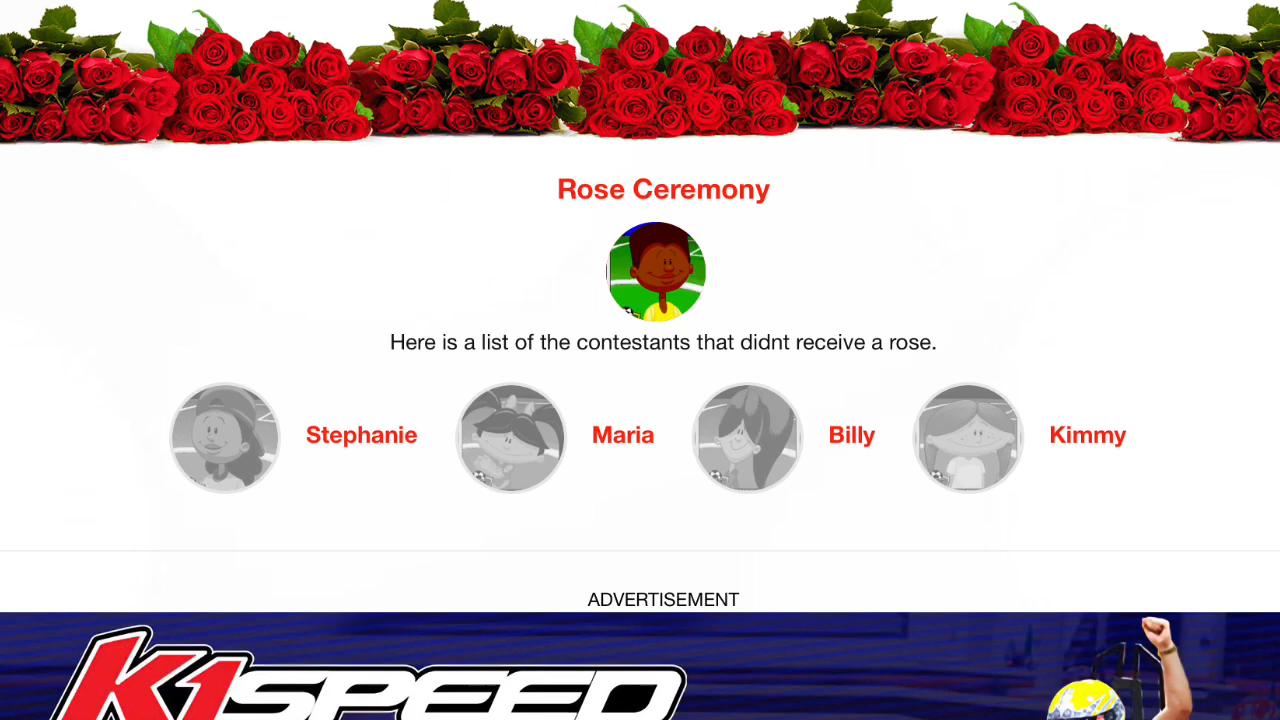 Rose Ceremony
Here is a list of the contestants that didnt receive a rose.
Stephanie
Maria
Billy
Kimmy
ADVERTISEMENT
K1SPEED